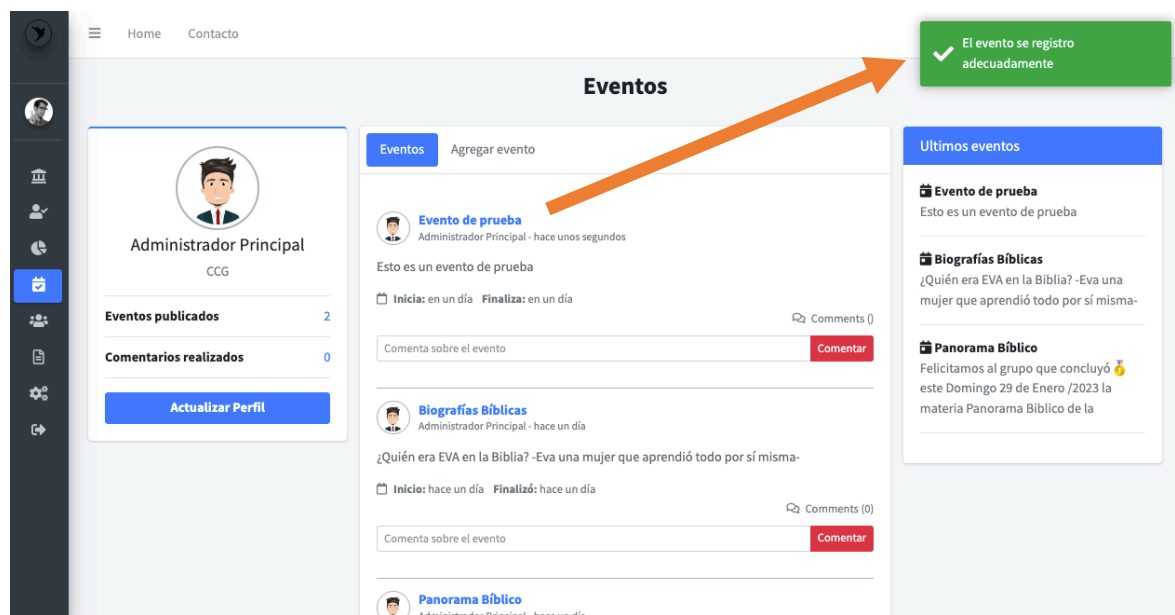 Home Contacto
El evento se registro
adecuadamente
Eventos
Administrador Principal
CCG
Eventos publicados 2
Comentarios realizados 0
Actualizar Perfil
Eventos Agregar evento
Evento de prueba
Administrador Principal - hace unos segundos
Esto es un evento de prueba
Inicia: en un día Finaliza: en un día
Comments ()
Comenta sobre el evento Comentar
Biografías Bíblicas
Administrador Principal - hace un día
¿Quién era EVA en la Biblia? -Eva una mujer que aprendió todo por sí misma-
Inicio: hace un día Finalizó: hace un día
Comments (0)
Comenta sobre el evento Comentar
Panorama Bíblico
Administrador Principal - hace un día
Ultimos eventos
Evento de prueba
Esto es un evento de prueba
Biografías Bíblicas
¿Quién era EVA en la Biblia? -Eva una
mujer que aprendió todo por sí misma-
Panorama Bíblico
Felicitamos al grupo que concluyó🥇
este Domingo 29 de Enero /2023 la
materia Panorama Biblico de la